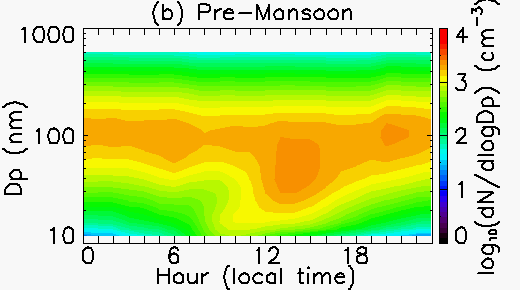 (b) Pre-Monsoon
1000
100
10
Dp (nm)
0 6 12 18
Hour (local time)
4
3
2
1
0
log₁₀(dN/dlogDp) (cm⁻³)